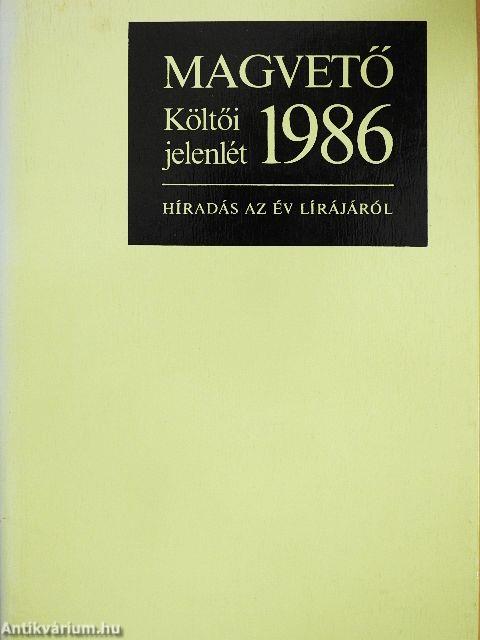 MAGVETŐ
Költői
jelenlét 1986
HÍRADÁS AZ ÉV LÍRÁJÁRÓL
Antikvárium.hu